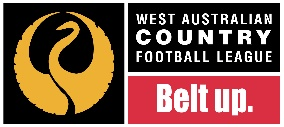 WEST AUSTRALIAN
COUNTRY
FOOTBALL LEAGUE
Belt up.